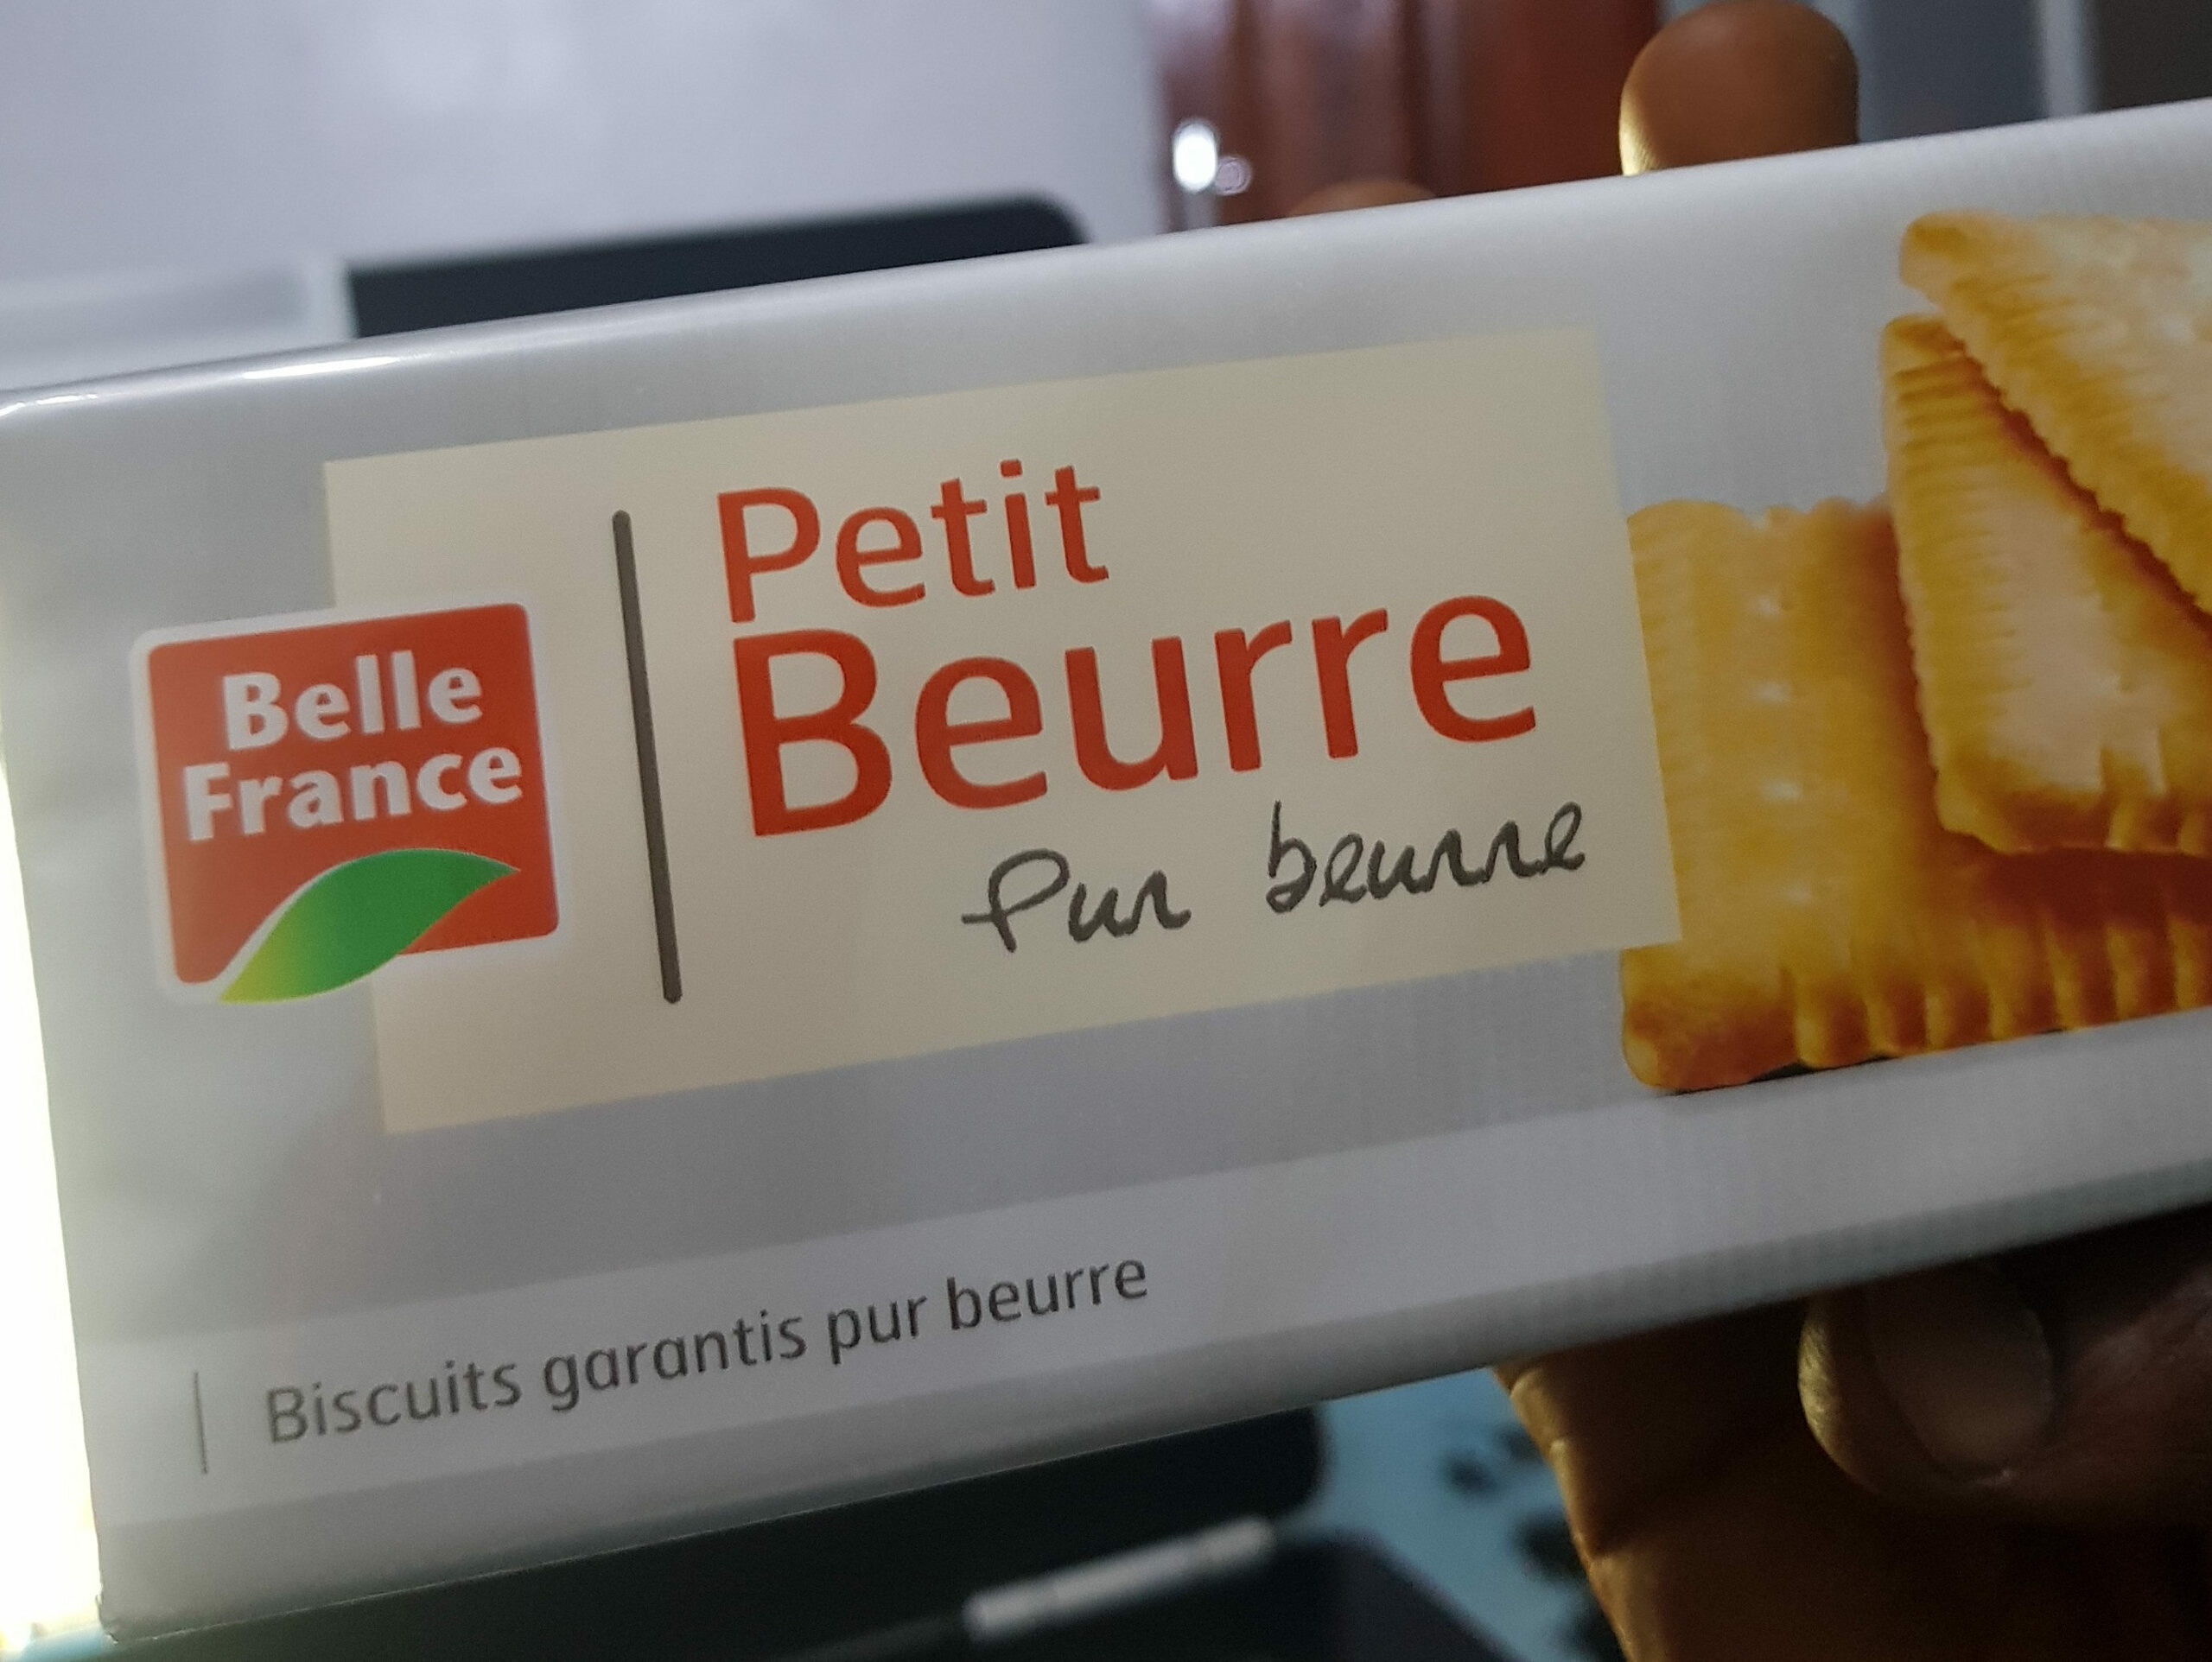 Belle
France
Petit
Beurre
Pur beurre
Biscuits garantis pur beurre